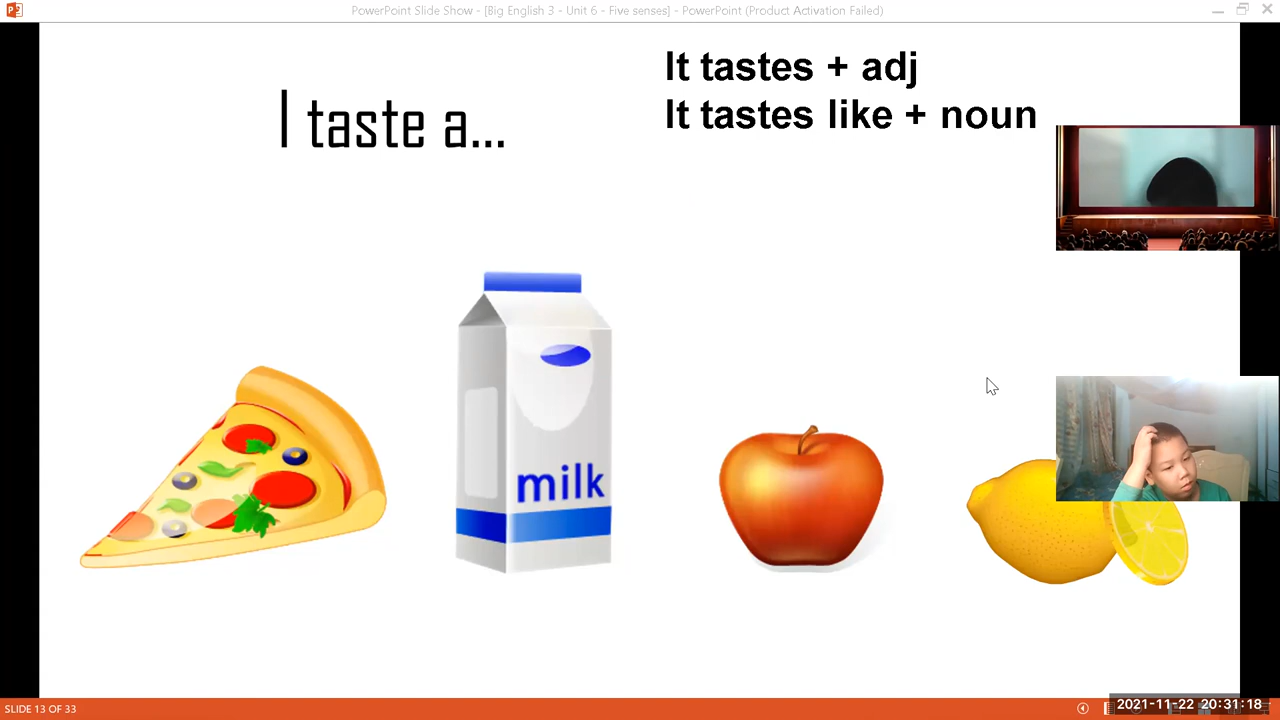 PowerPoint Slide Show - [Big English 3 - Unit 6 - Five senses] - PowerPoint (Product Activation Failed)
It tastes + adj
It tastes like + noun
I taste a...
milk
SLIDE 13 OF 33
2021-11-22 20:31:18